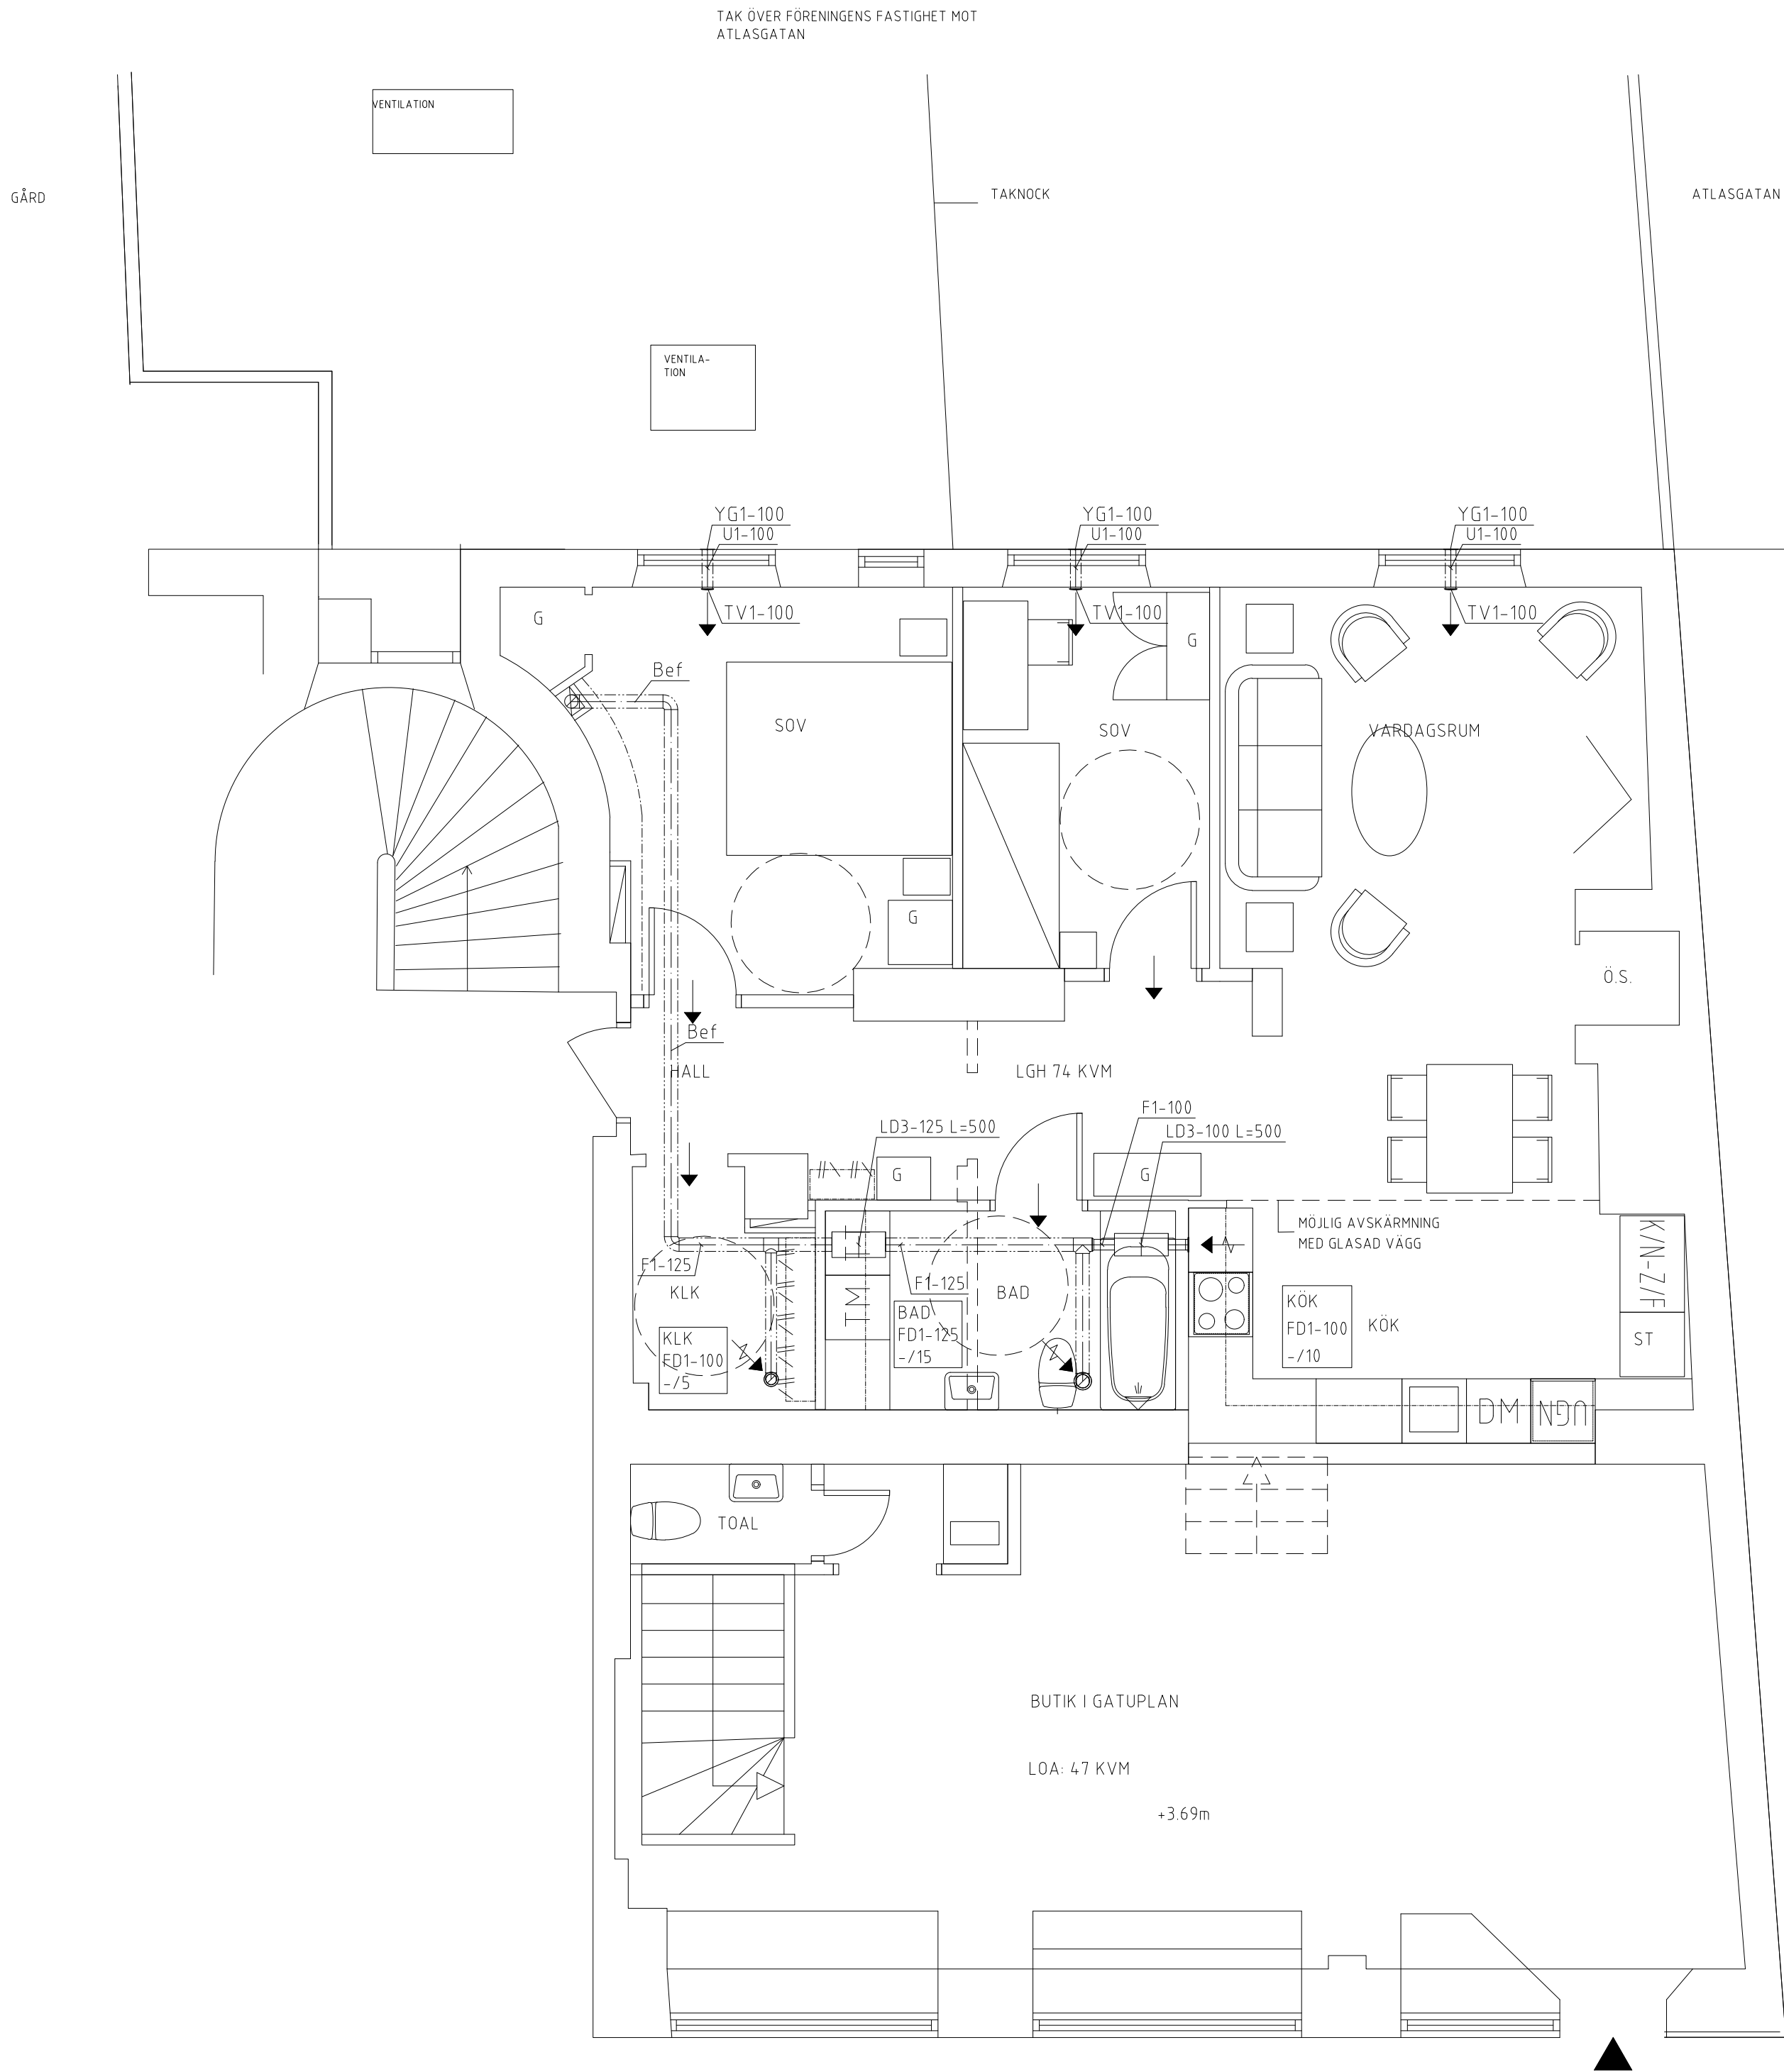 TAK ÖVER FÖRENINGENS FASTIGHET MOT
ATLASGATAN
VENTILATION
GÅRD
TAKNOCK
ATLASGATAN
VENTILA-
TION
YG1-100
U1-100
YG1-100
U1-100
YG1-100
U1-100
TV1-100
TV1-100
TV1-100
G
G
Bef
SOV
SOV
VARDAGSRUM
G
Ö.S.
Bef
HALL
LGH 74 KVM
F1-100
LD3-125 L=500
LD3-100 L=500
G
G
MÖJLIG AVSKÄRMNING
MED GLASAD VÄGG
K/N-Z/F
F1-125
F1-125
KLK
TT
TM
BAD
BAD
FD1-125
-/15
KÖK
FD1-100
-/10
KÖK
KLK
FD1-100
-/5
ST
DM
UGN
TOAL
BUTIK I GATUPLAN
LOA: 47 KVM
+3.69m